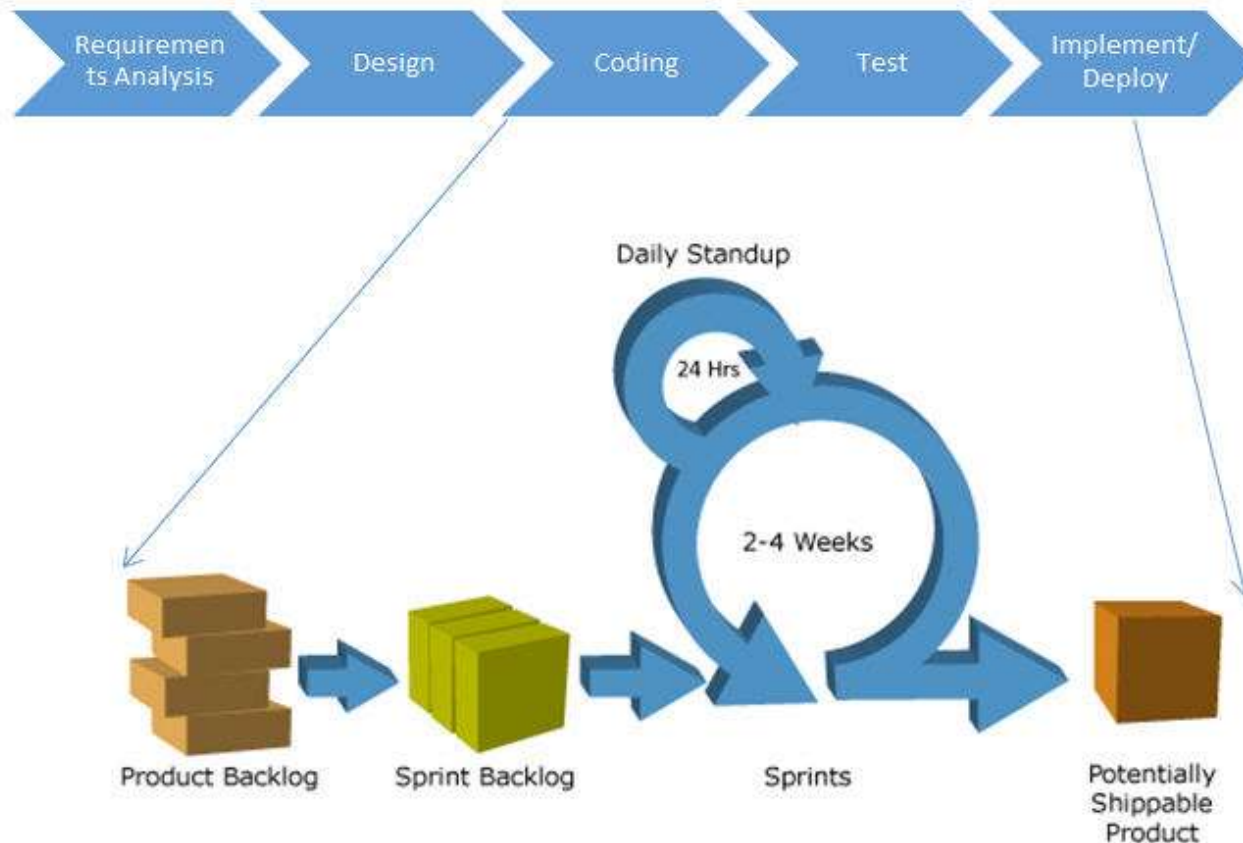 Requiremen
ts Analysis
Design
Coding
Test
Implement/
Deploy
Daily Standup
24 Hrs
2-4 Weeks
Product Backlog
Sprint Backlog
Sprints
Potentially
Shippable
Product